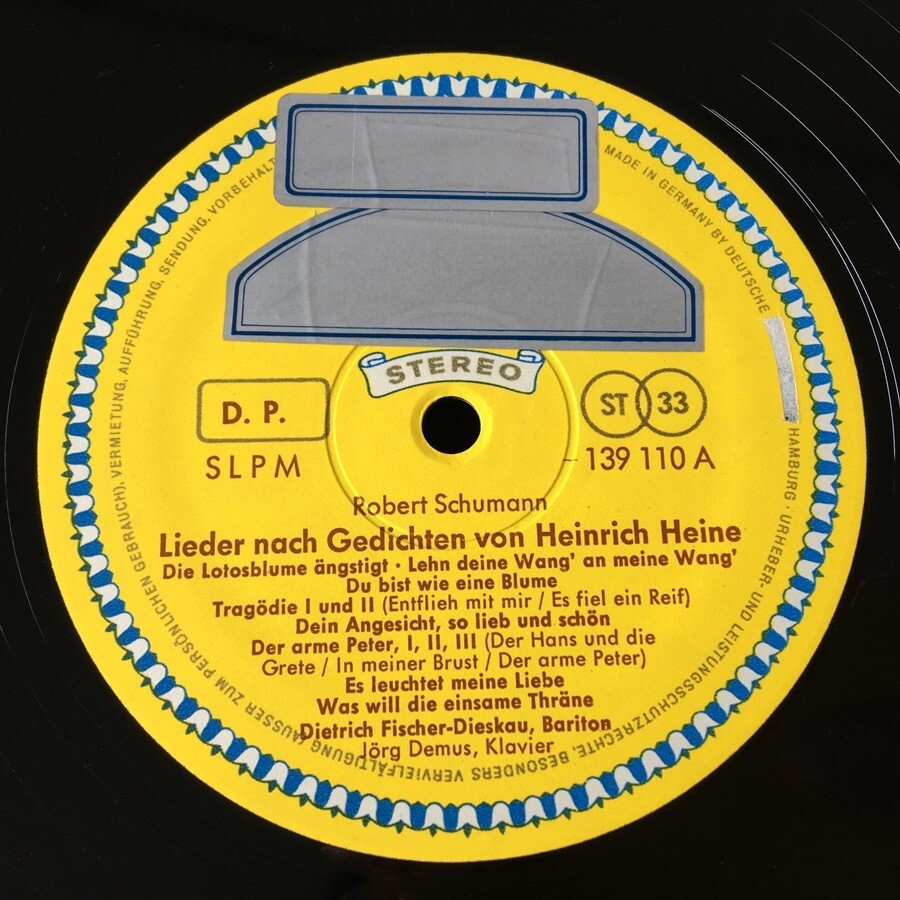 STEREO
D. P.
ST 33
SLPM
139 110 A
Robert Schumann
Lieder nach Gedichten von Heinrich Heine
Die Lotosblume ängstigt · Lehn deine Wang' an meine Wang'
Du bist wie eine Blume
Tragödie I und II (Entflieh mit mir / Es fiel ein Reif)
Dein Angesicht, so lieb und schön
Der arme Peter, I, II, III (Der Hans und die
Grete / In meiner Brust / Der arme Peter)
Es leuchtet meine Liebe
Was will die einsame Thräne
Dietrich Fischer-Dieskau, Bariton
Jörg Demus, Klavier
MADE IN GERMANY BY DEUTSCHE
HAMBURG · URHEBER- UND LEISTUNGSSCHUTZRECHTE, BESONDERS VERVIELFÄLTIGUNG (AUSSER ZUM PERSÖNLICHEN GEBRAUCH), VERMIETUNG, AUFFÜHRUNG, SENDUNG, VORBEHALT